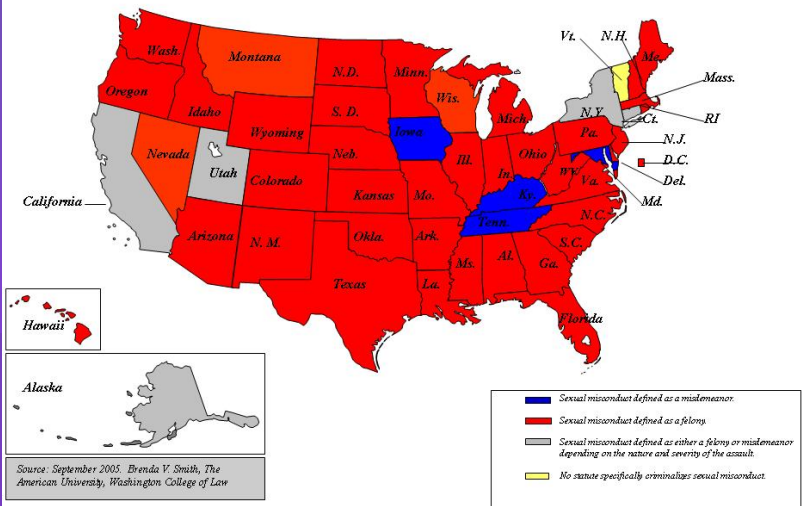 Vt.
N.H.
Wash.
Montana
N.D.
Minn.
Ma.
Oregon
Idaho
S. D.
Wis.
Mich.
N.Y.
Mass.
Ct.
RI
Wyoming
Iowa
Pa.
N.J.
Nevada
Utah
Neb.
Ill.
In.
Ohio
D.C.
California
Colorado
Kansas
Mo.
Ky.
WV
Va.
Del.
Md.
Arizona
N. M.
Okla.
Ark.
Tenn.
N.C.
S.C.
Texas
La.
Ms.
Al.
Ga.
Florida
Hawaii
Alaska
Source: September 2005. Brenda V. Smith, The
American University, Washington College of Law
Sexual misconduct defined as a misdemeanor.
Sexual misconduct defined as a felony.
Sexual misconduct defined as either a felony or misdemeanor
depending on the nature and severity of the assault.
No statute specifically criminalizes sexual misconduct.